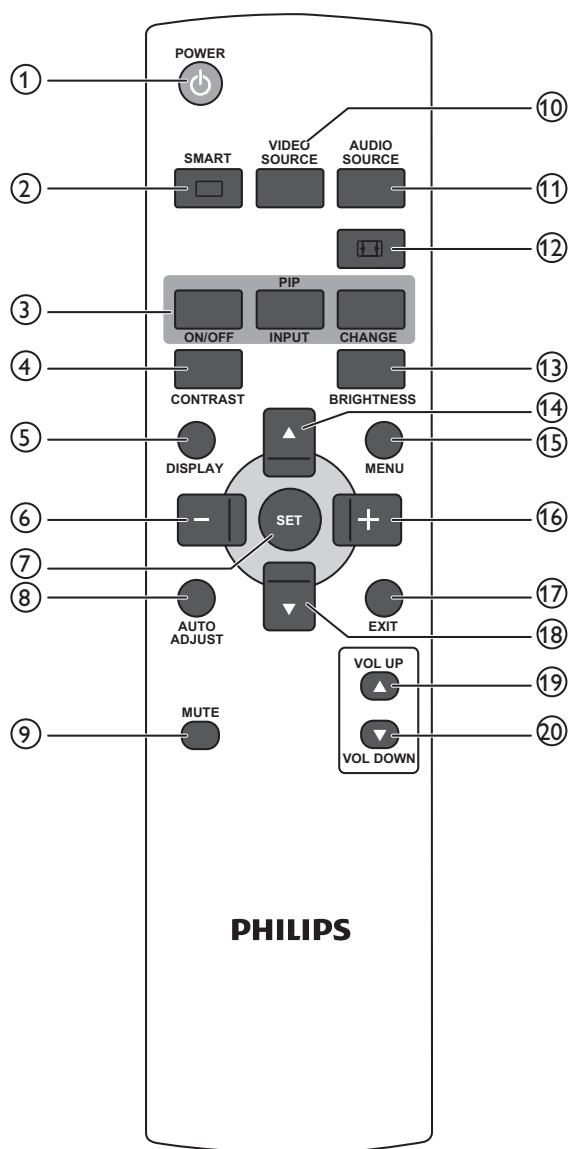 POWER
①
⑩
SMART
VIDEO
SOURCE
AUDIO
SOURCE
②
⑪
⑫
PIP
③
ON/OFF
INPUT
CHANGE
④
⑬
CONTRAST
BRIGHTNESS
⑭
⑤
⑮
DISPLAY
MENU
⑥
−
SET
+
⑯
⑦
⑧
⑰
AUTO
ADJUST
EXIT
⑱
VOL UP
⑲
MUTE
⑨
⑳
VOL DOWN
PHILIPS